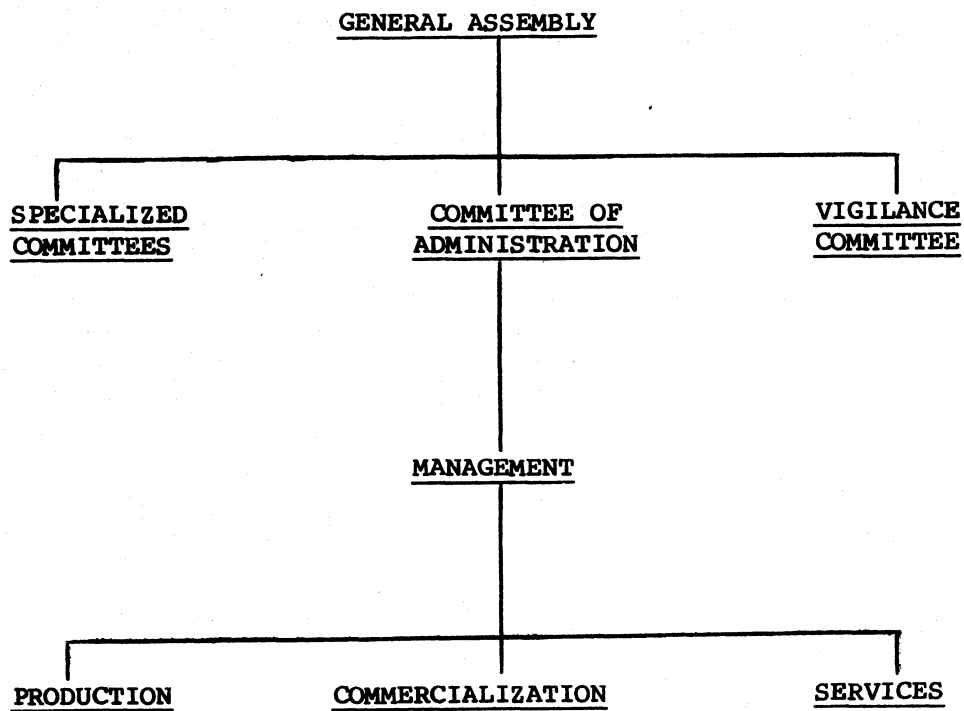 GENERAL ASSEMBLY
SPECIALIZED
COMMITTEES
COMMITTEE OF
ADMINISTRATION
VIGILANCE
COMMITTEE
MANAGEMENT
PRODUCTION
COMMERCIALIZATION
SERVICES